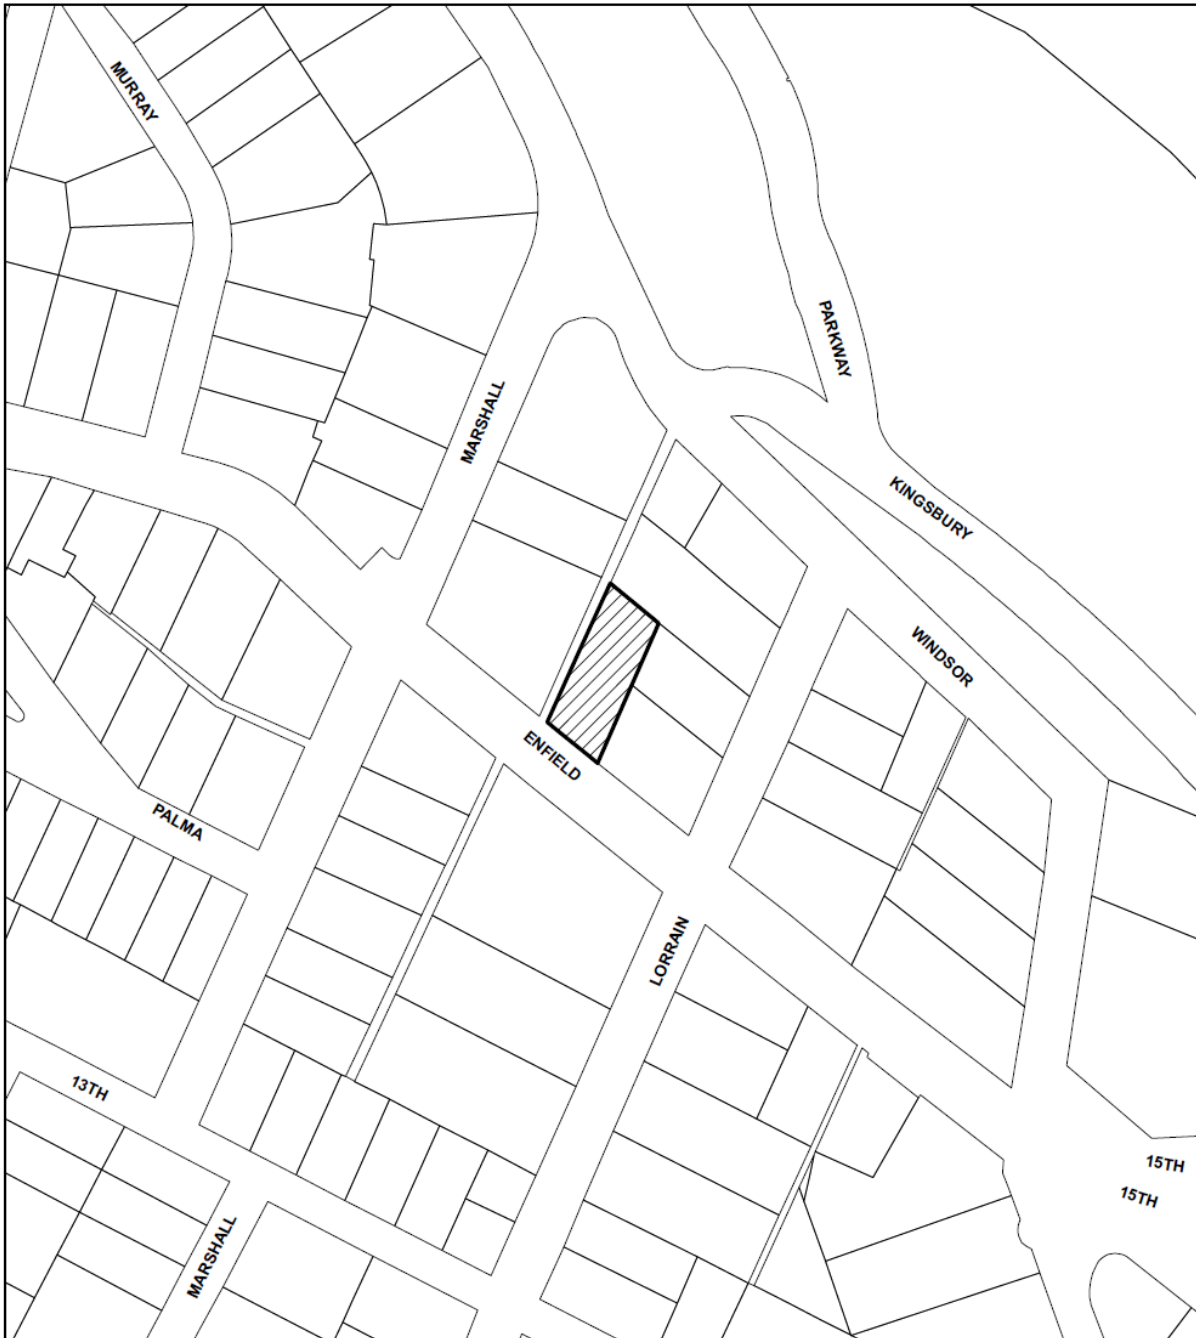 MURRAY
PARKWAY
MARSHALL
KINGSBURY
WINDSOR
ENFIELD
PALMA
LORRAIN
13TH
15TH
15TH
MARSHALL